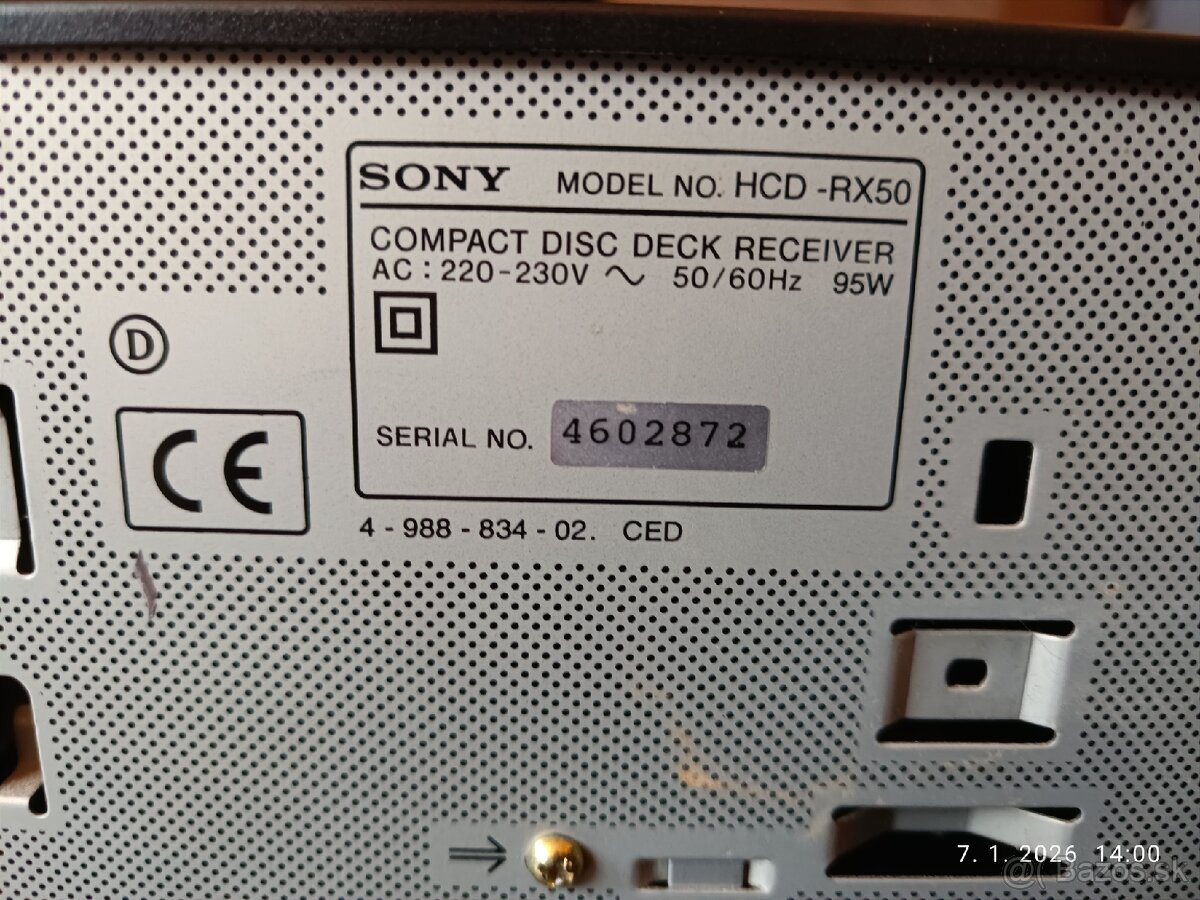 SONY MODEL NO. HCD -RX50
COMPACT DISC DECK RECEIVER
AC : 220-230V ~ 50/60Hz 95W
D
CE
SERIAL NO. 4602872
4 - 988 - 834 - 02. CED
7. 1. 2026 14:00
Bazos.sk